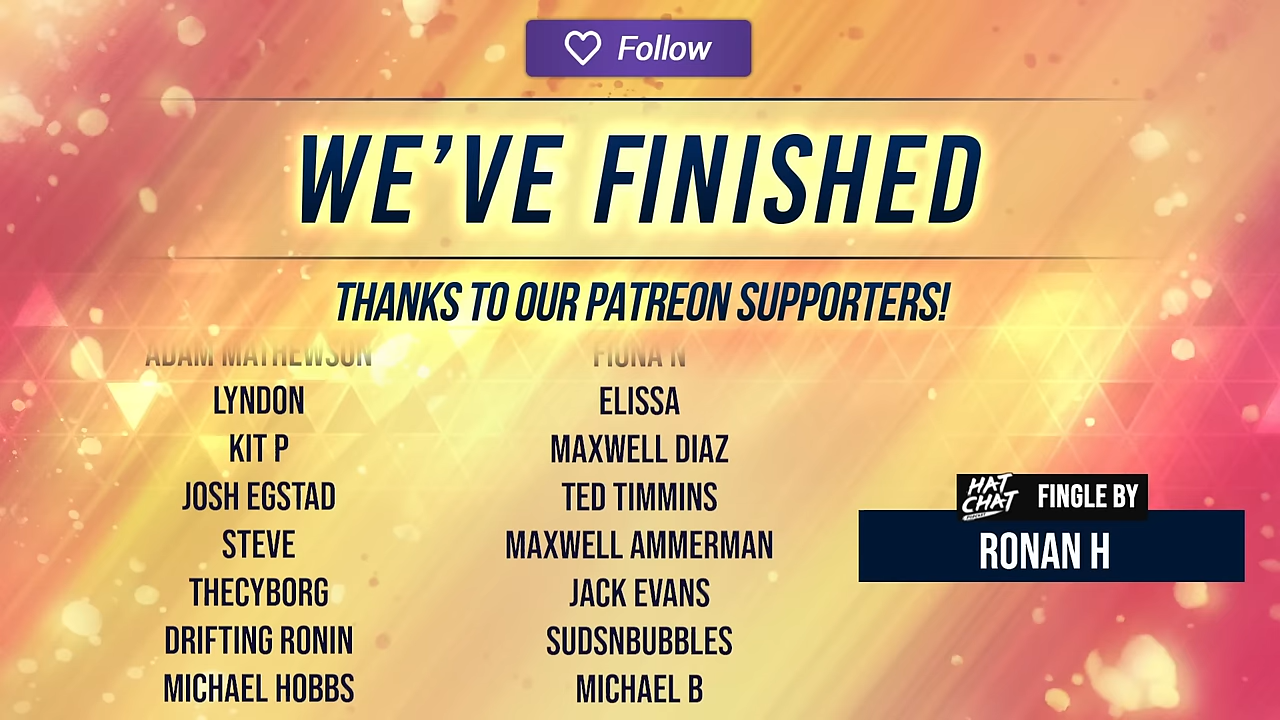 Follow
WE'VE FINISHED
THANKS TO OUR PATREON SUPPORTERS!
ADAM MATHEWSON
FIONA N
LYNDON
ELISSA
KIT P
MAXWELL DIAZ
JOSH EGSTAD
TED TIMMINS
STEVE
MAXWELL AMMERMAN
THECYBORG
JACK EVANS
DRIFTING RONIN
SUDSNBUBBLES
MICHAEL HOBBS
MICHAEL B
HAT CHAT FINGLE BY
RONAN H